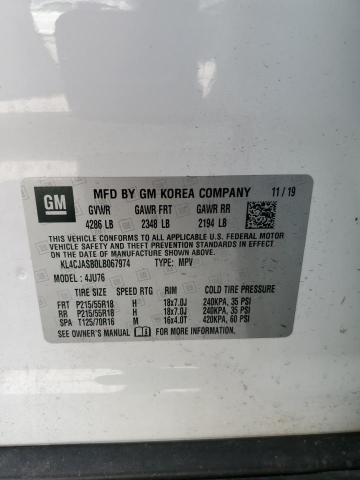 GM
MFD BY GM KOREA COMPANY 11/19
GVWR GAWR FRT GAWR RR
4286 LB 2348 LB 2194 LB
THIS VEHICLE CONFORMS TO ALL APPLICABLE U.S. FEDERAL MOTOR
VEHICLE SAFETY, BUMPER, AND THEFT PREVENTION STANDARDS IN
EFFECT ON THE DATE OF MANUFACTURE SHOWN ABOVE.
KL4CJASB0LB067974 TYPE: MPV
MODEL: 4JU76
TIRE SIZE SPEED RTG RIM COLD TIRE PRESSURE
FRT P215/55R18 H 18x7.0J 240KPA, 35 PSI
RR P215/55R18 H 18x7.0J 240KPA, 35 PSI
SPA T125/70R16 M 16x4.0T 420KPA, 60 PSI
SEE OWNER'S MANUAL FOR MORE INFORMATION.